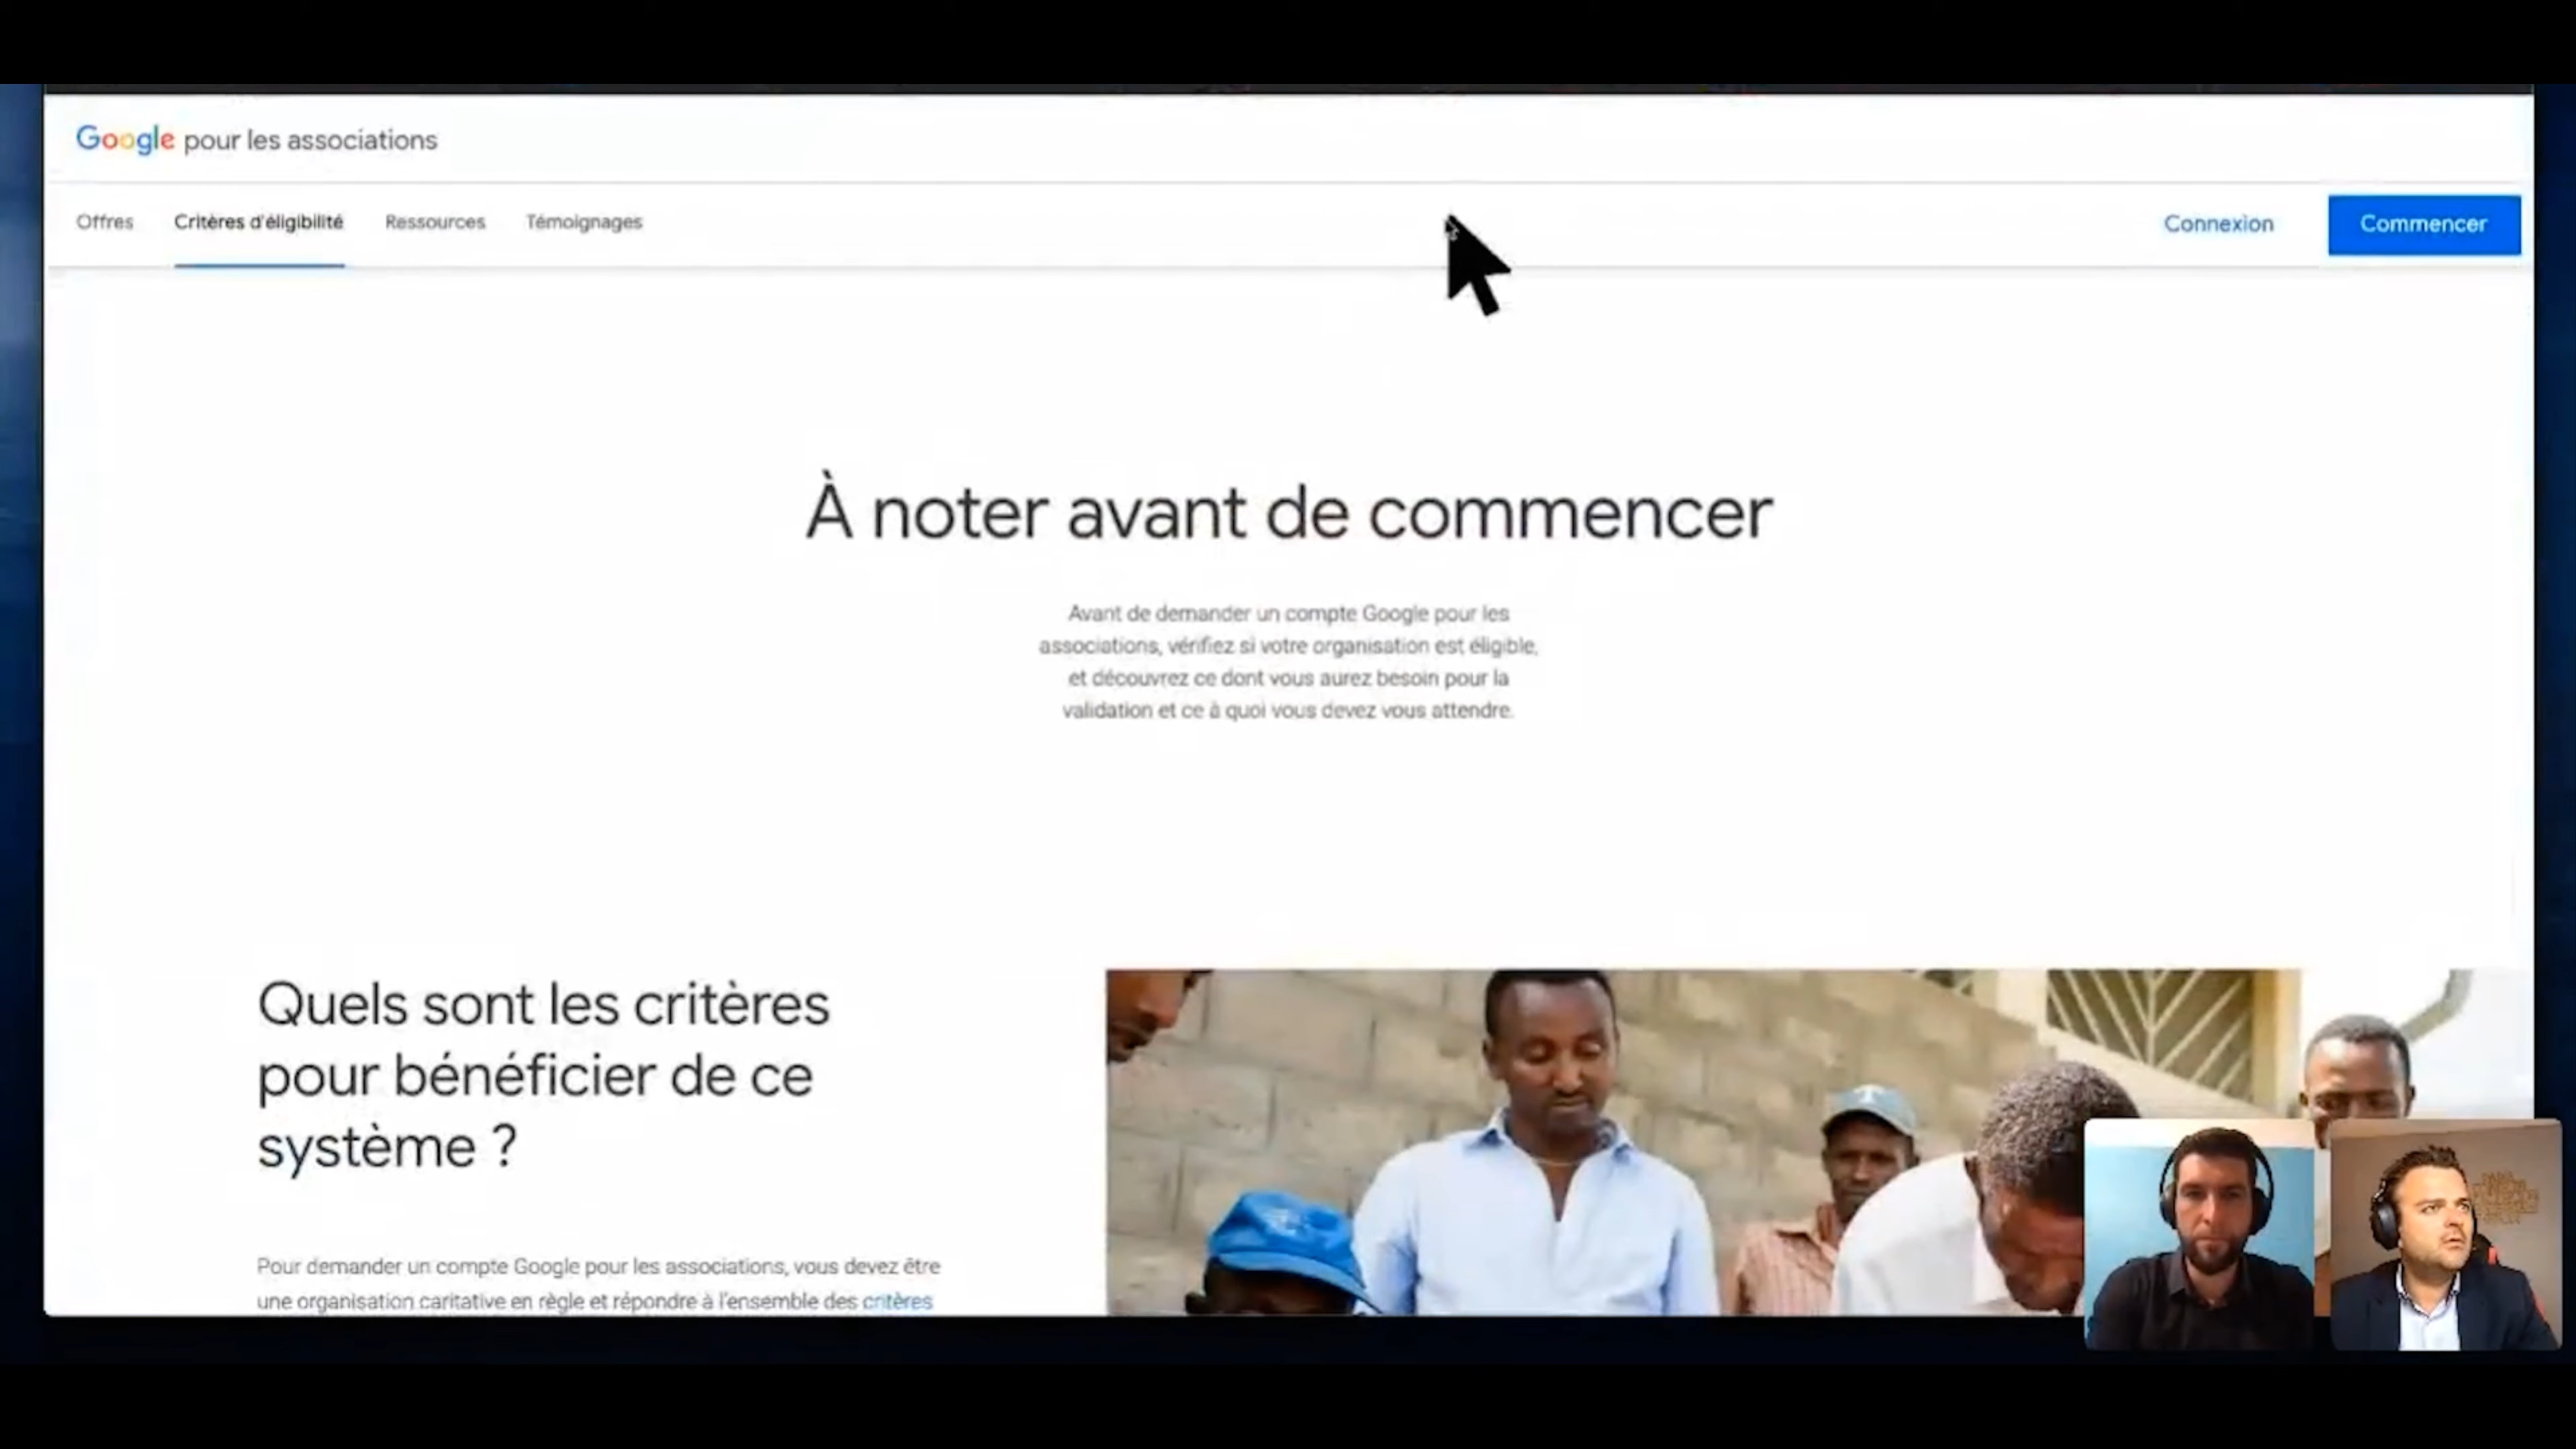 Google pour les associations
Offres
Critères d'éligibilité
Ressources
Témoignages
Connexion
Commencer
À noter avant de commencer
Avant de demander un compte Google pour les
associations, vérifiez si votre organisation est éligible,
et découvrez ce dont vous aurez besoin pour la
validation et ce à quoi vous devez vous attendre.
Quels sont les critères
pour bénéficier de ce
système ?
Pour demander un compte Google pour les associations, vous devez être
une organisation caritative en règle et répondre à l'ensemble des critères